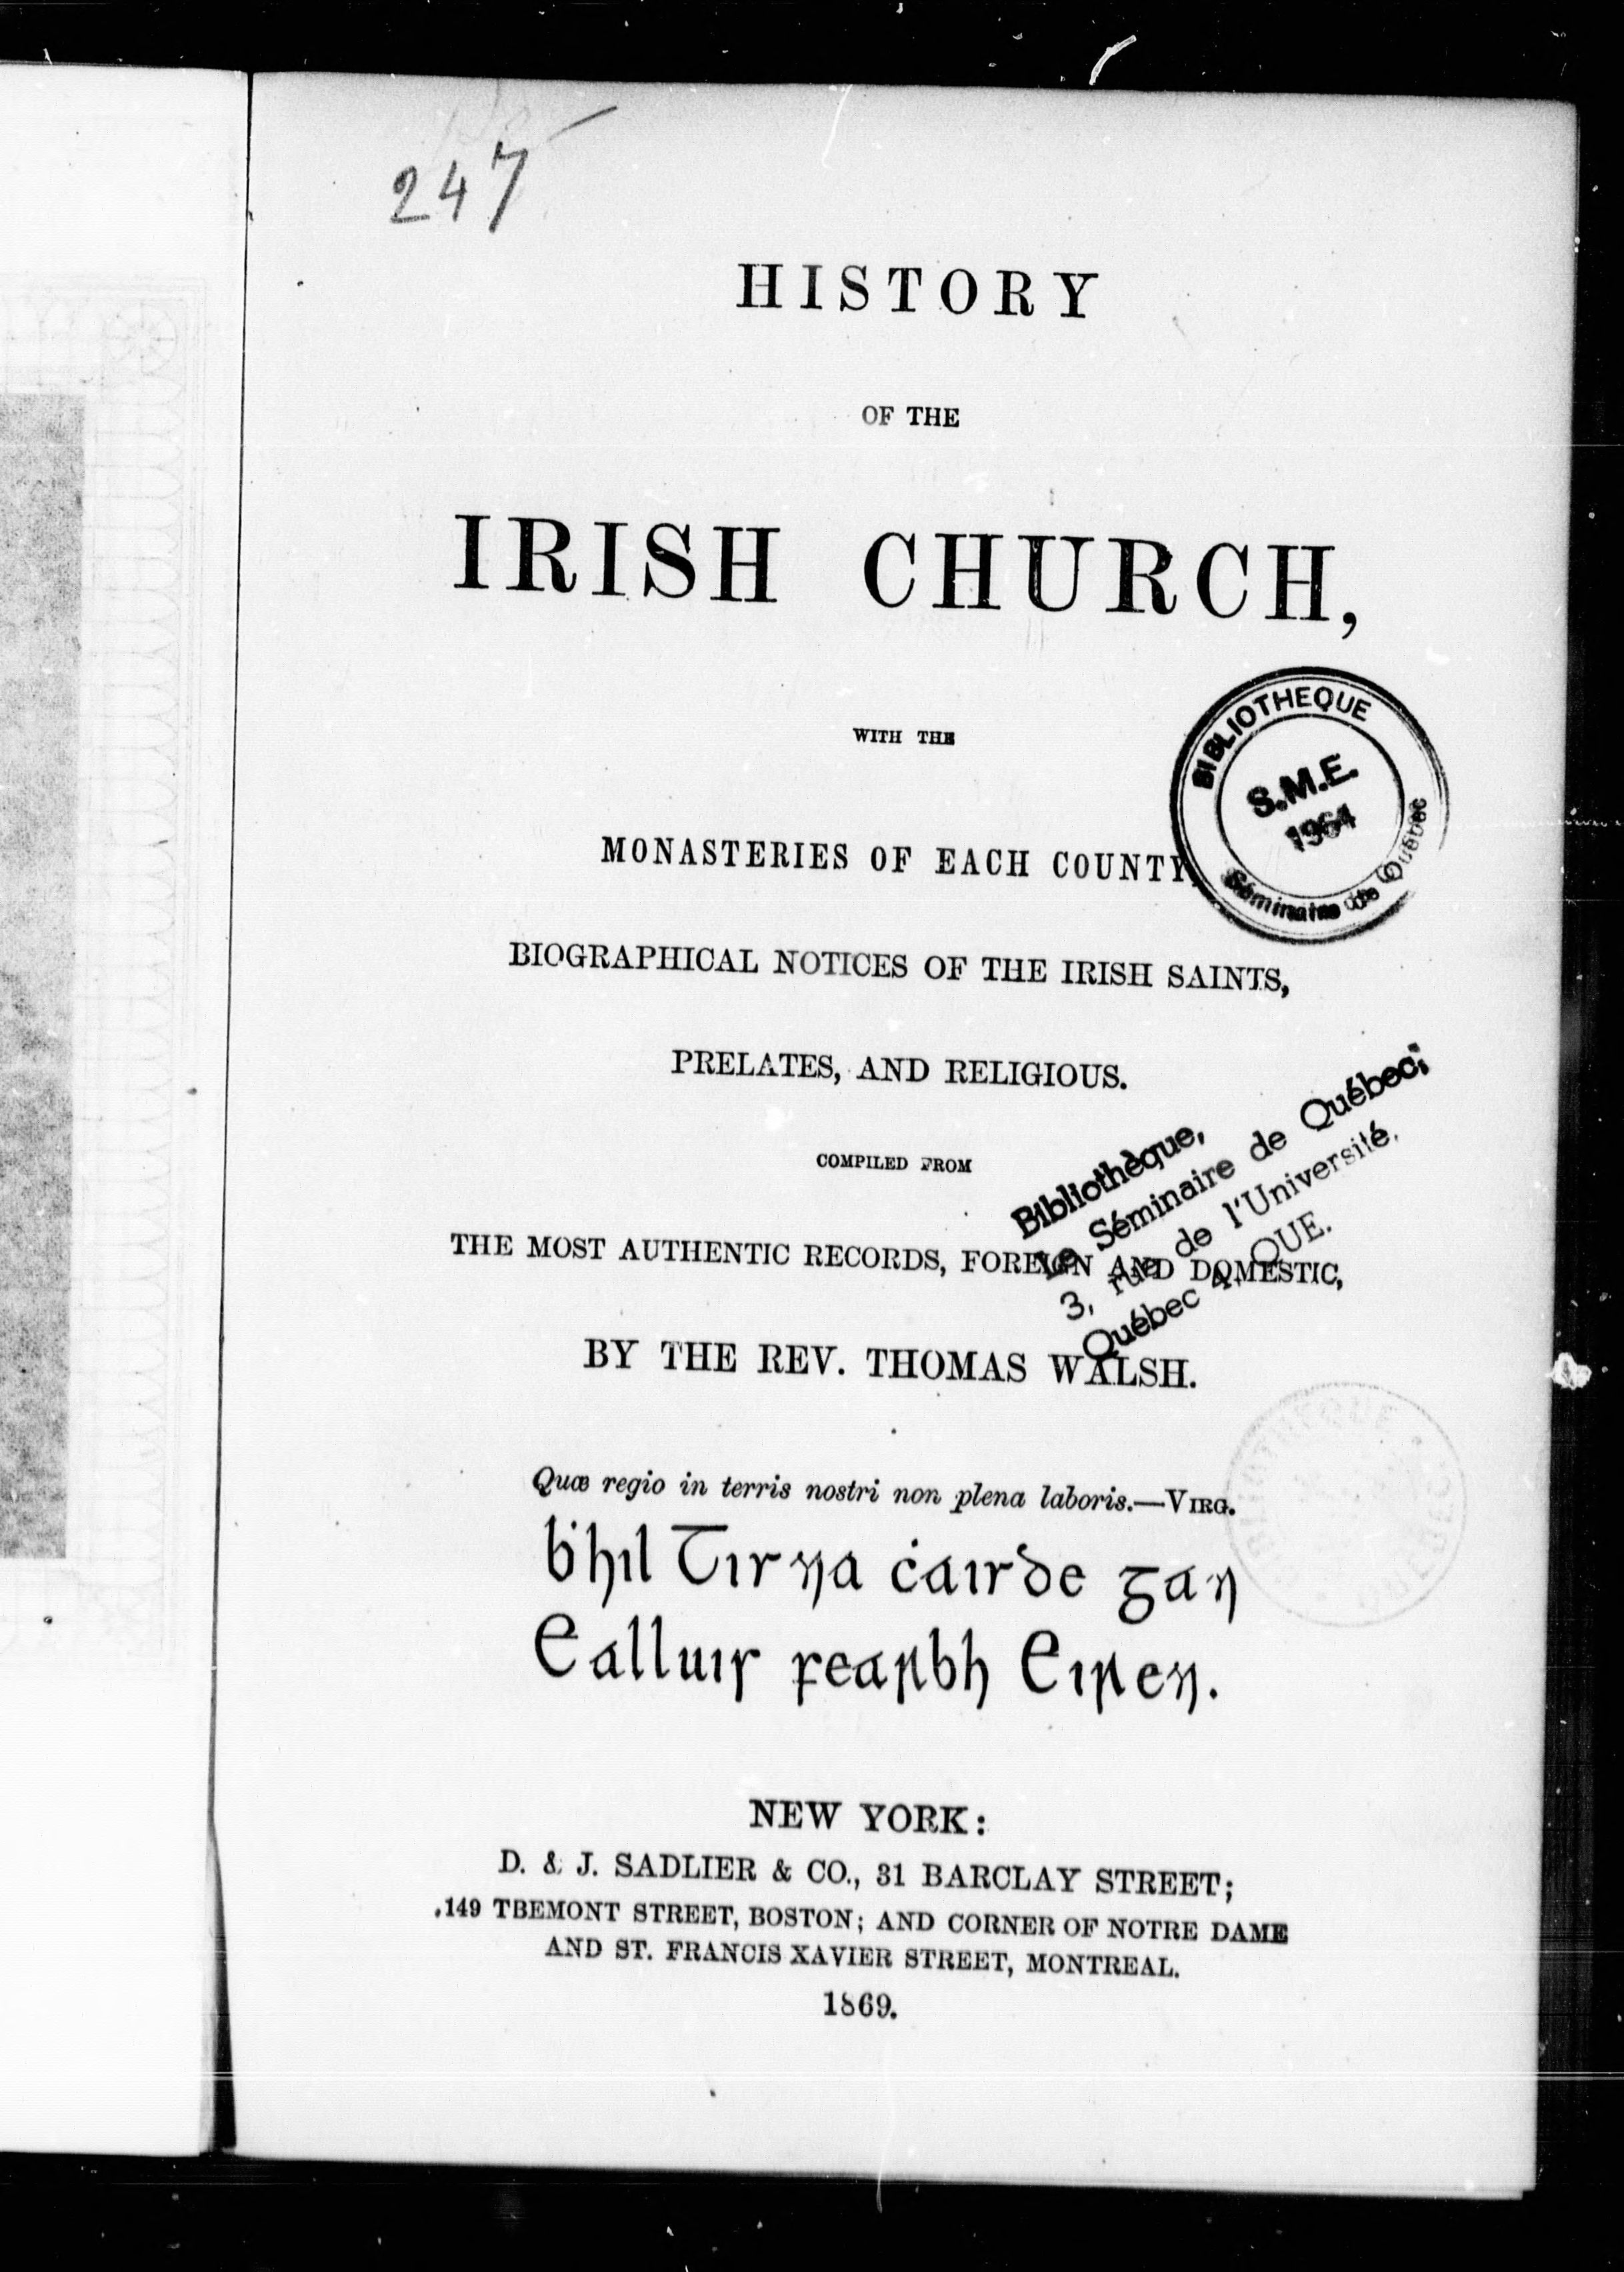 247
HISTORY
OF THE
IRISH CHURCH,
WITH THE
BIBLIOTHEQUE
S.M.E.
1964
Séminaire de Québec
MONASTERIES OF EACH COUNTY,
BIOGRAPHICAL NOTICES OF THE IRISH SAINTS,
PRELATES, AND RELIGIOUS.
COMPILED FROM
Bibliothèque,
Le Séminaire de Québec,
3, rue de l'Université,
Québec 4, QUE.
THE MOST AUTHENTIC RECORDS, FOREIGN AND DOMESTIC,
BY THE REV. THOMAS WALSH.
Quæ regio in terris nostri non plena laboris.—VIRG.
ḃhil Tir na ċairde gan
Ealluis fearbh Eiren.
NEW YORK:
D. & J. SADLIER & CO., 31 BARCLAY STREET;
149 TREMONT STREET, BOSTON; AND CORNER OF NOTRE DAME
AND ST. FRANCIS XAVIER STREET, MONTREAL.
1869.